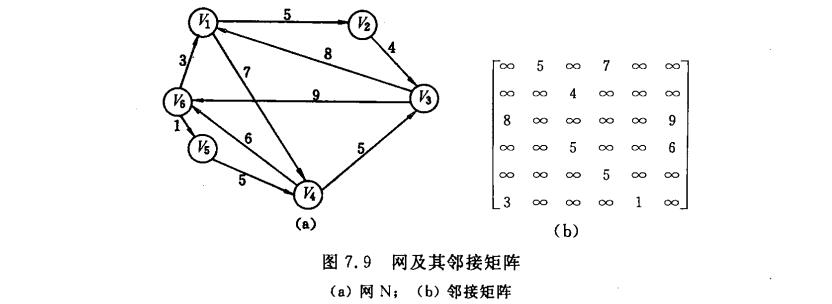 V1 5 V2
8 4
3 7
V6 9 V3
1 6 5
V5
5 V4
(a)
∞ 5 ∞ 7 ∞ ∞
∞ ∞ 4 ∞ ∞ ∞
8 ∞ ∞ ∞ ∞ 9
∞ ∞ 5 ∞ ∞ 6
∞ ∞ ∞ 5 ∞ ∞
3 ∞ ∞ ∞ 1 ∞
(b)
图 7.9 网及其邻接矩阵
(a) 网 N; (b) 邻接矩阵